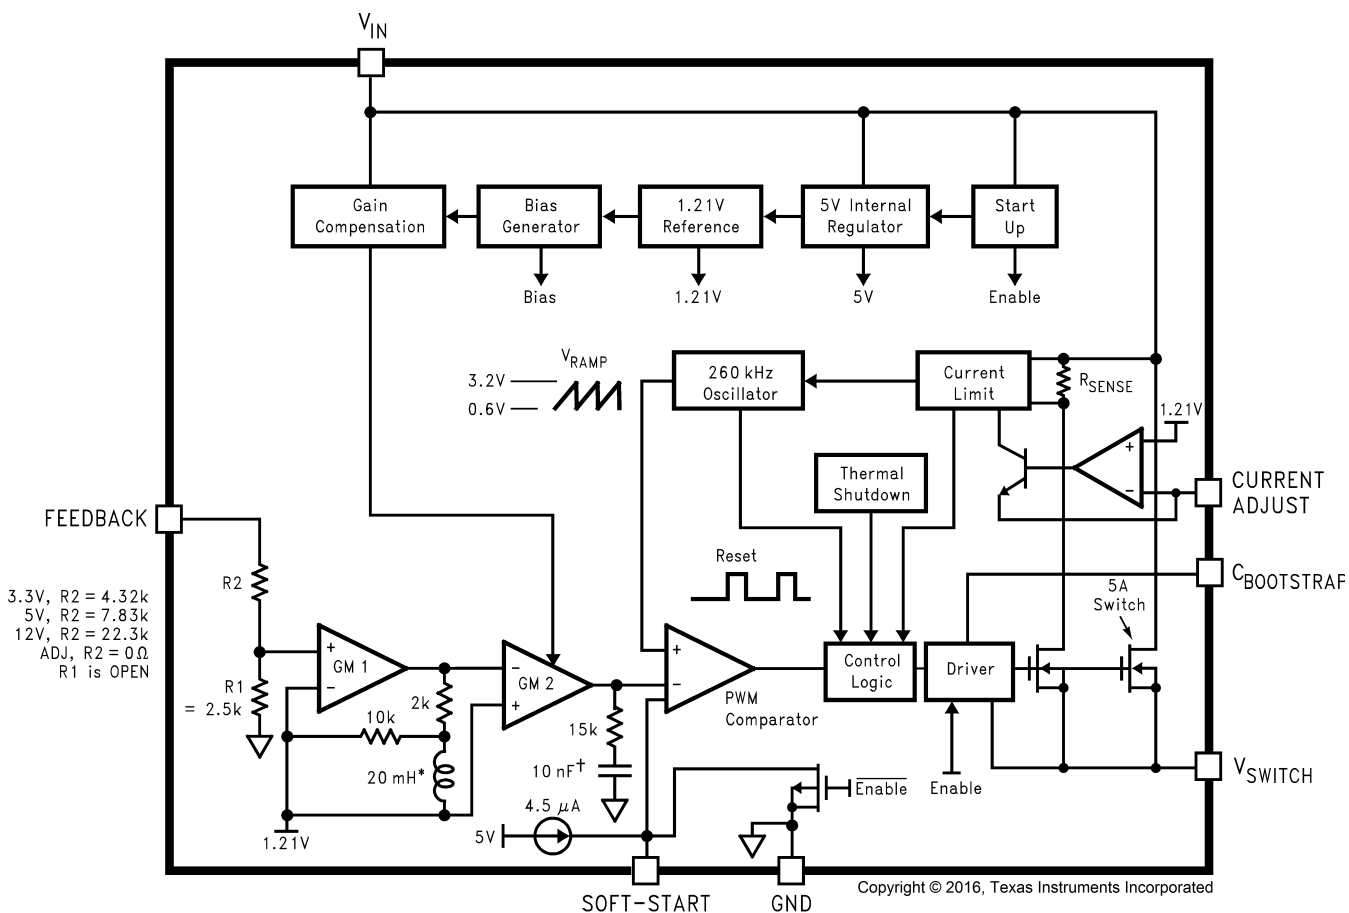 VIN
Gain
Compensation
Bias
Generator
1.21V
Reference
5V Internal
Regulator
Start
Up
Bias
1.21V
5V
Enable
VRAMP
3.2V
0.6V
260 kHz
Oscillator
Current
Limit
RSENSE
1.21V
+
−
Thermal
Shutdown
CURRENT
ADJUST
FEEDBACK
Reset
CBOOTSTRAP
5A
Switch
R2
3.3V, R2 = 4.32k
5V, R2 = 7.83k
12V, R2 = 22.3k
ADJ, R2 = 0Ω
R1 is OPEN
R1
= 2.5k
+
GM 1
−
−
GM 2
+
+
−
PWM
Comparator
Control
Logic
Driver
2k
10k
15k
20 mH*
10 nF†
Enable
Enable
VSWITCH
4.5 μA
5V
1.21V
SOFT-START
GND
Copyright © 2016, Texas Instruments Incorporated